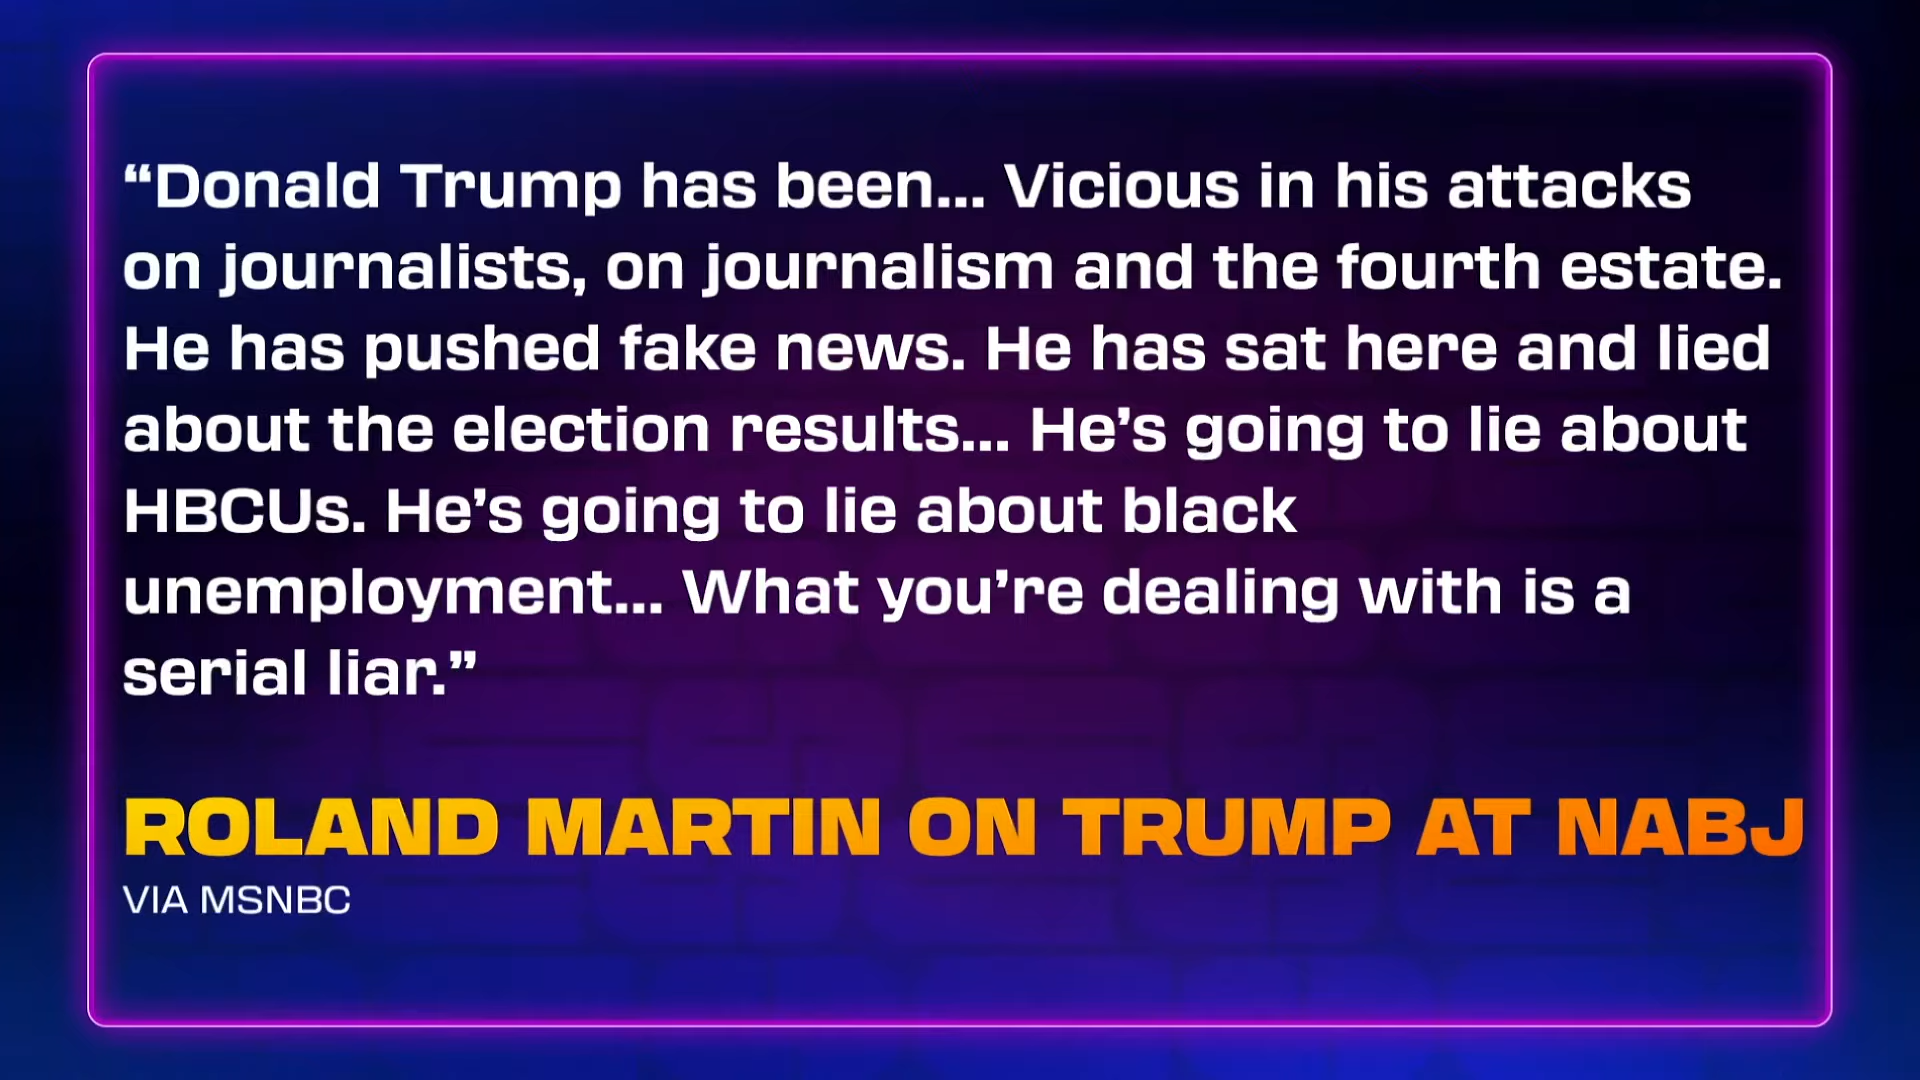 “Donald Trump has been... Vicious in his attacks
on journalists, on journalism and the fourth estate.
He has pushed fake news. He has sat here and lied
about the election results... He’s going to lie about
HBCUs. He’s going to lie about black
unemployment... What you’re dealing with is a
serial liar.”
ROLAND MARTIN ON TRUMP AT NABJ
VIA MSNBC